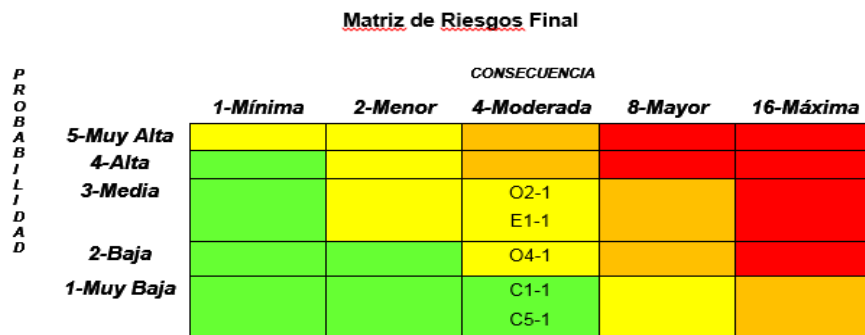 Matriz de Riesgos Final
PROBABILIDAD
CONSECUENCIA
1-Mínima 2-Menor 4-Moderada 8-Mayor 16-Máxima
5-Muy Alta
4-Alta
3-Media O2-1
E1-1
2-Baja O4-1
1-Muy Baja C1-1
C5-1